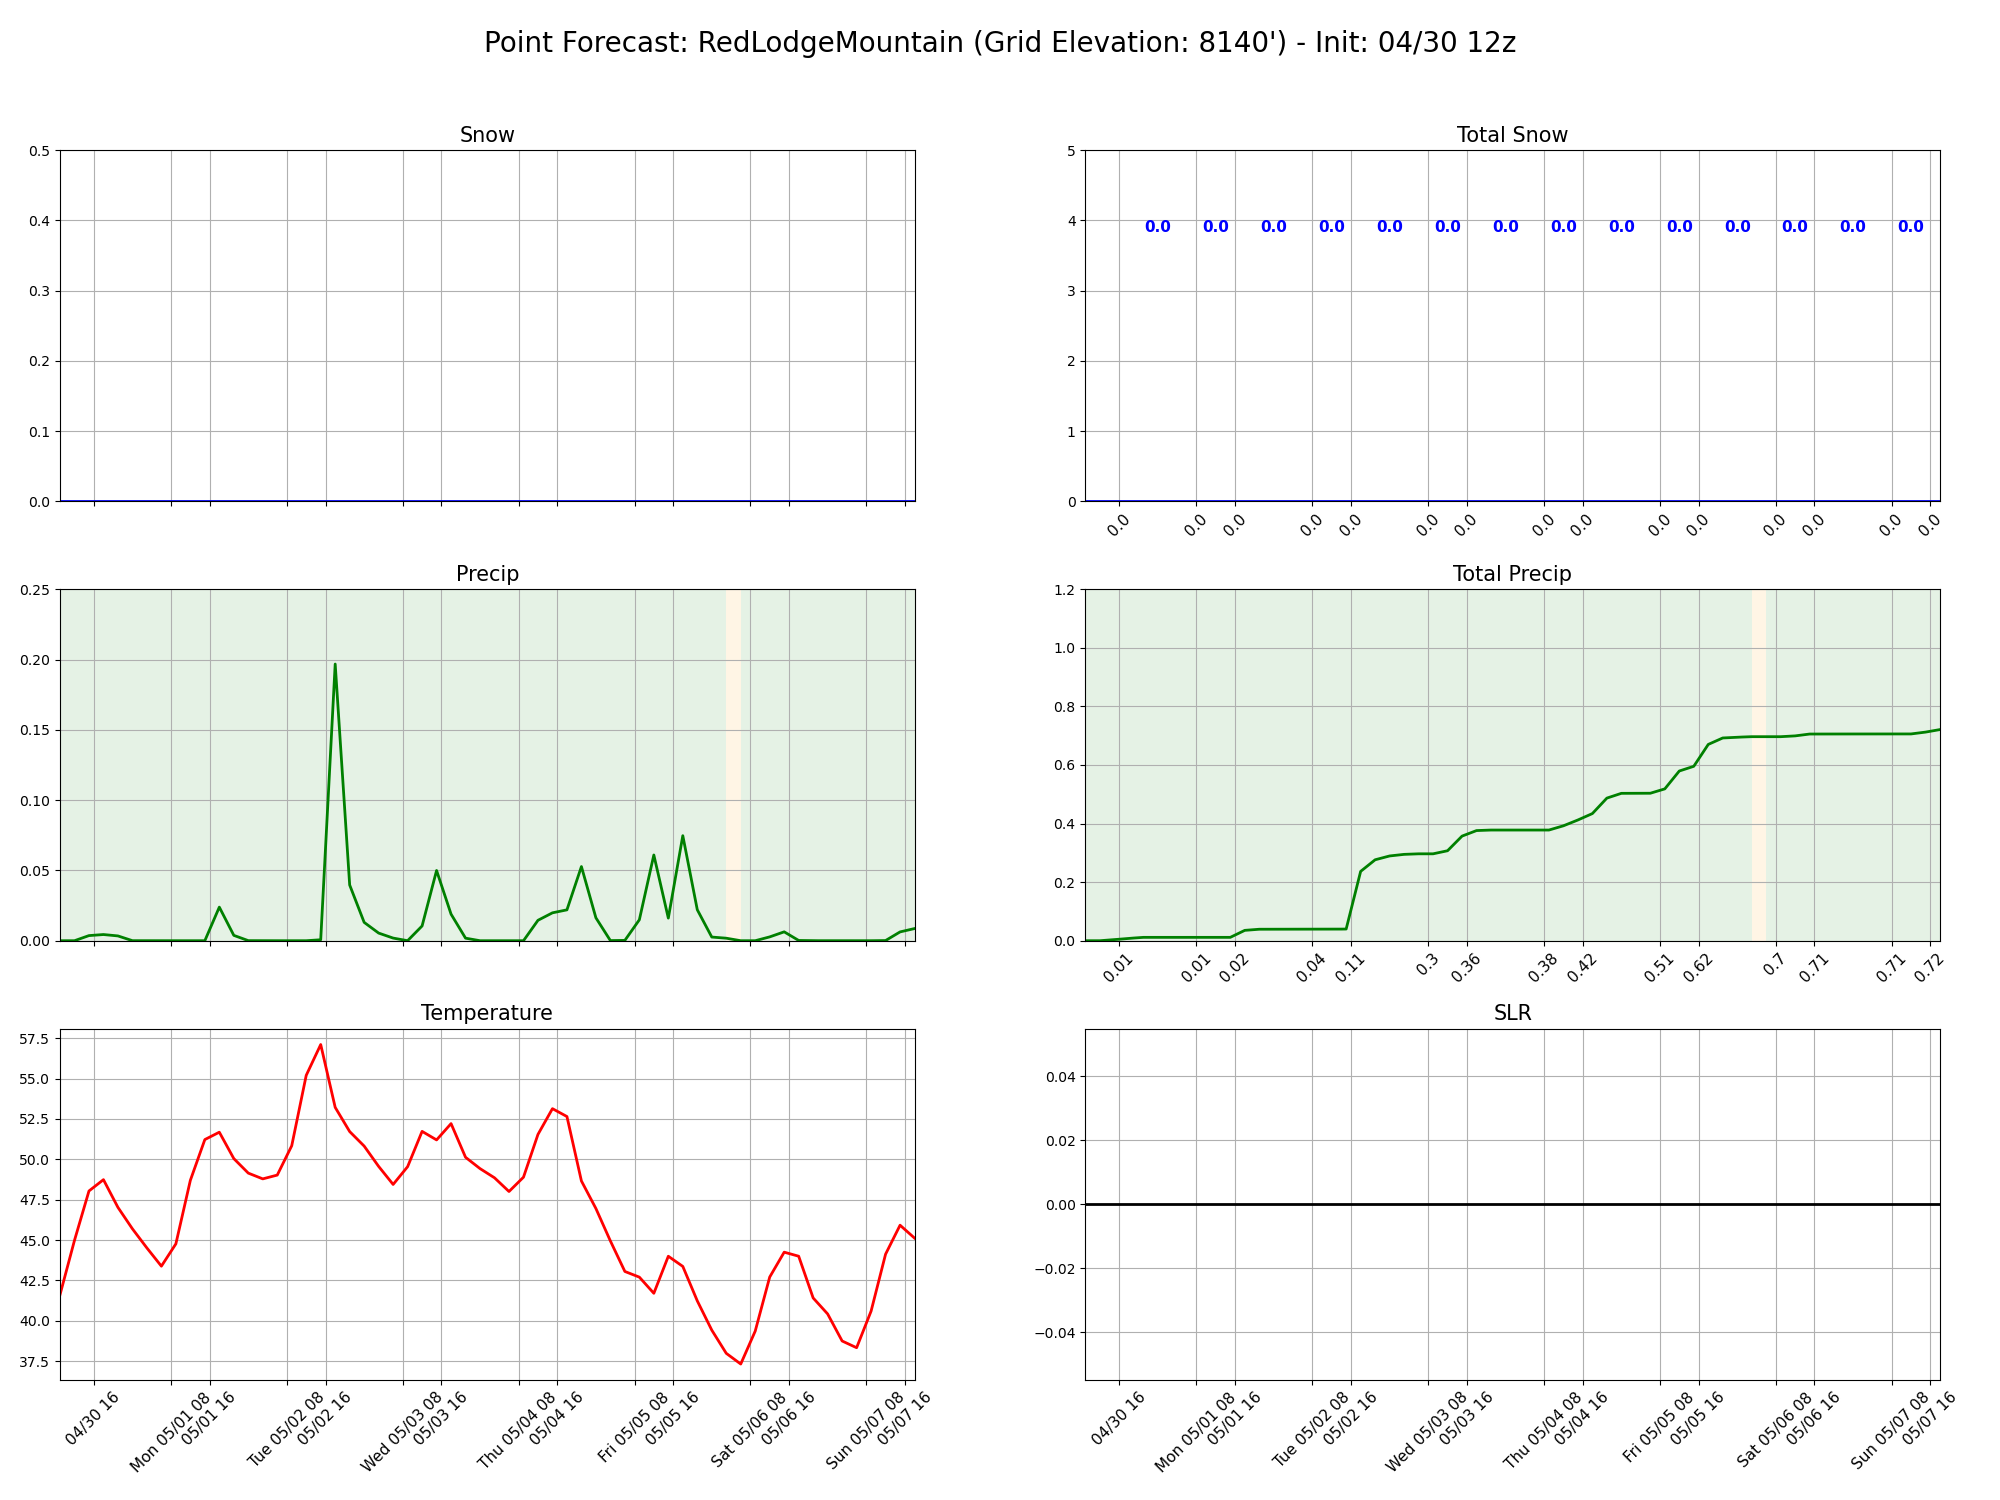 Point Forecast: RedLodgeMountain (Grid Elevation: 8140') - Init: 04/30 12z
Snow
0.5
0.4
0.3
0.2
0.1
0.0
Total Snow
5
4
3
2
1
0
0.0 0.0 0.0 0.0 0.0 0.0 0.0 0.0 0.0 0.0 0.0 0.0 0.0 0.0
0.0 0.0 0.0 0.0 0.0 0.0 0.0 0.0 0.0 0.0 0.0 0.0 0.0 0.0 0.0
Precip
0.25
0.20
0.15
0.10
0.05
0.00
Total Precip
1.2
1.0
0.8
0.6
0.4
0.2
0.0
0.01 0.01 0.02 0.04 0.11 0.3 0.36 0.38 0.42 0.51 0.62 0.7 0.71 0.71 0.72
Temperature
57.5
55.0
52.5
50.0
47.5
45.0
42.5
40.0
37.5
04/30 16
Mon 05/01 08
05/01 16
Tue 05/02 08
05/02 16
Wed 05/03 08
05/03 16
Thu 05/04 08
05/04 16
Fri 05/05 08
05/05 16
Sat 05/06 08
05/06 16
Sun 05/07 08
05/07 16
SLR
0.04
0.02
0.00
−0.02
−0.04
04/30 16
Mon 05/01 08
05/01 16
Tue 05/02 08
05/02 16
Wed 05/03 08
05/03 16
Thu 05/04 08
05/04 16
Fri 05/05 08
05/05 16
Sat 05/06 08
05/06 16
Sun 05/07 08
05/07 16